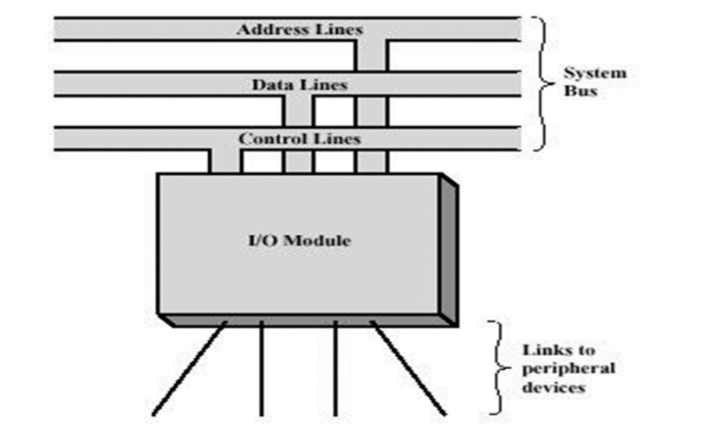 Address Lines
Data Lines
Control Lines
System
Bus
I/O Module
Links to
peripheral
devices